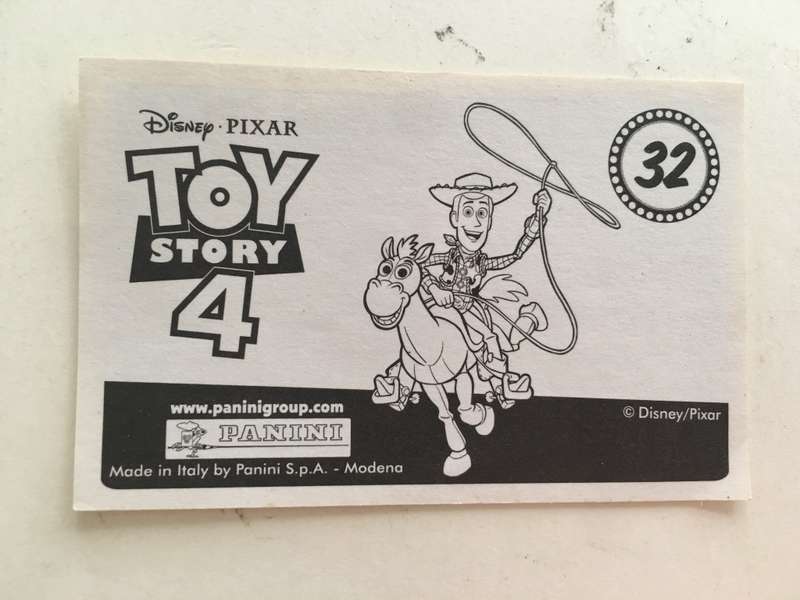 Disney · PIXAR
TOY
STORY
4
32
www.paninigroup.com
PANINI
Made in Italy by Panini S.p.A. - Modena
© Disney/Pixar